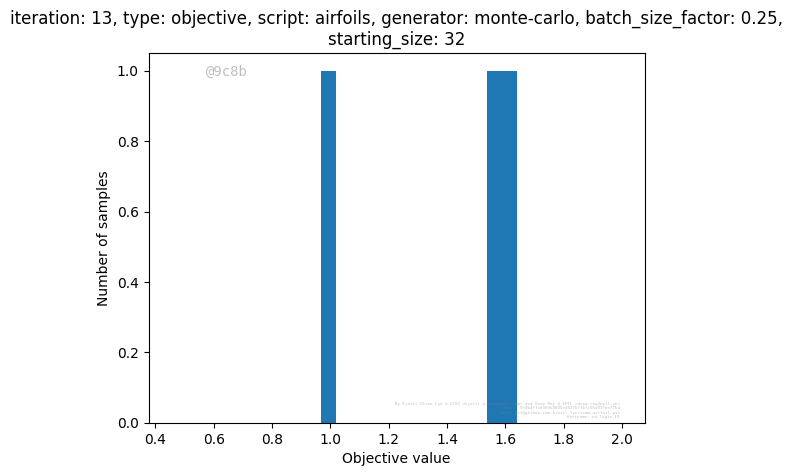 iteration: 13, type: objective, script: airfoils, generator: monte-carlo, batch_size_factor: 0.25,
starting_size: 32
@9c8b
1.0
0.8
0.6
0.4
0.2
0.0
Number of samples
0.4 0.6 0.8 1.0 1.2 1.4 1.6 1.8 2.0
Objective value